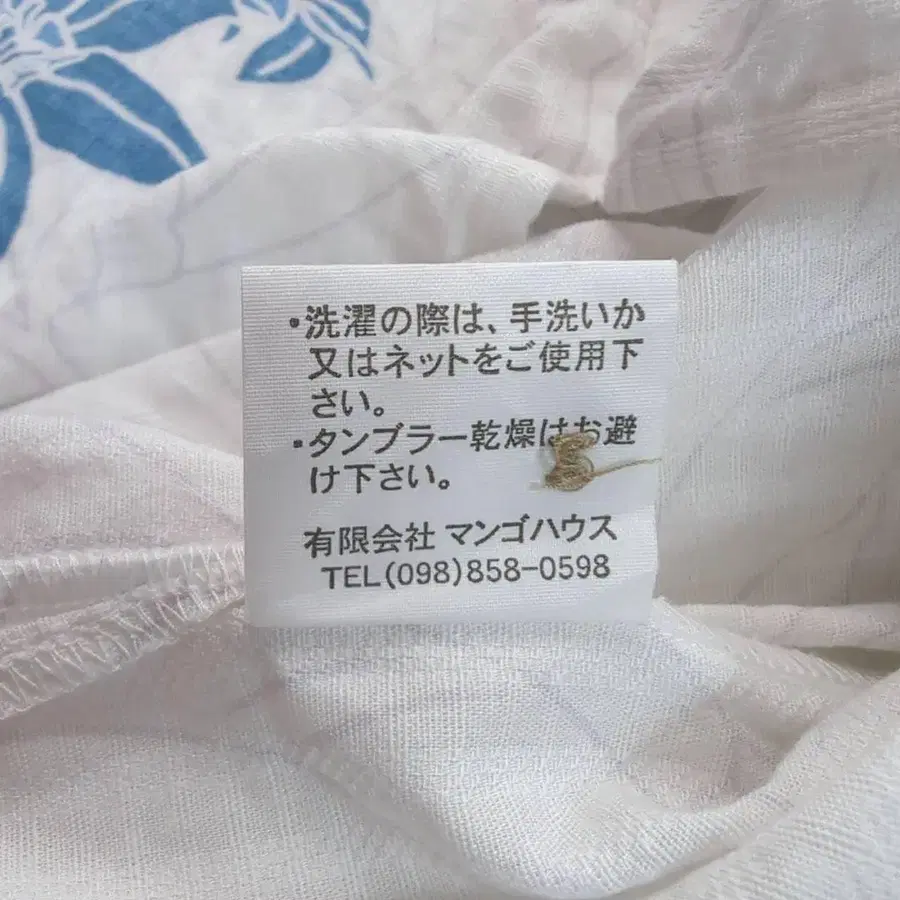 ・洗濯の際は、手洗いか
又はネットをご使用下
さい。
・タンブラー乾燥はお避
け下さい。
有限会社 マンゴハウス
TEL(098)858-0598